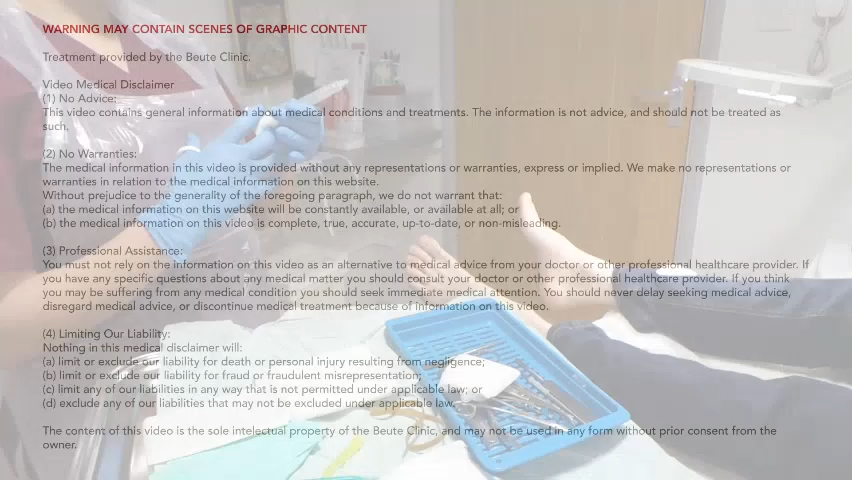 WARNING MAY CONTAIN SCENES OF GRAPHIC CONTENT
Treatment provided by the Beute Clinic.
Video Medical Disclaimer
(1) No Advice:
This video contains general information about medical conditions and treatments. The information is not advice, and should not be treated as
such.
(2) No Warranties:
The medical information in this video is provided without any representations or warranties, express or implied. We make no representations or
warranties in relation to the medical information on this website.
Without prejudice to the generality of the foregoing paragraph, we do not warrant that:
(a) the medical information on this website will be constantly available, or available at all; or
(b) the medical information on this video is complete, true, accurate, up-to-date, or non-misleading.
(3) Professional Assistance:
You must not rely on the information on this video as an alternative to medical advice from your doctor or other professional healthcare provider. If
you have any specific questions about any medical matter you should consult your doctor or other professional healthcare provider. If you think
you may be suffering from any medical condition you should seek immediate medical attention. You should never delay seeking medical advice,
disregard medical advice, or discontinue medical treatment because of information on this video.
(4) Limiting Our Liability:
Nothing in this medical disclaimer will:
(a) limit or exclude our liability for death or personal injury resulting from negligence;
(b) limit or exclude our liability for fraud or fraudulent misrepresentation;
(c) limit any of our liabilities in any way that is not permitted under applicable law; or
(d) exclude any of our liabilities that may not be excluded under applicable law.
The content of this video is the sole intelectual property of the Beute Clinic, and may not be used in any form without prior consent from the
owner.